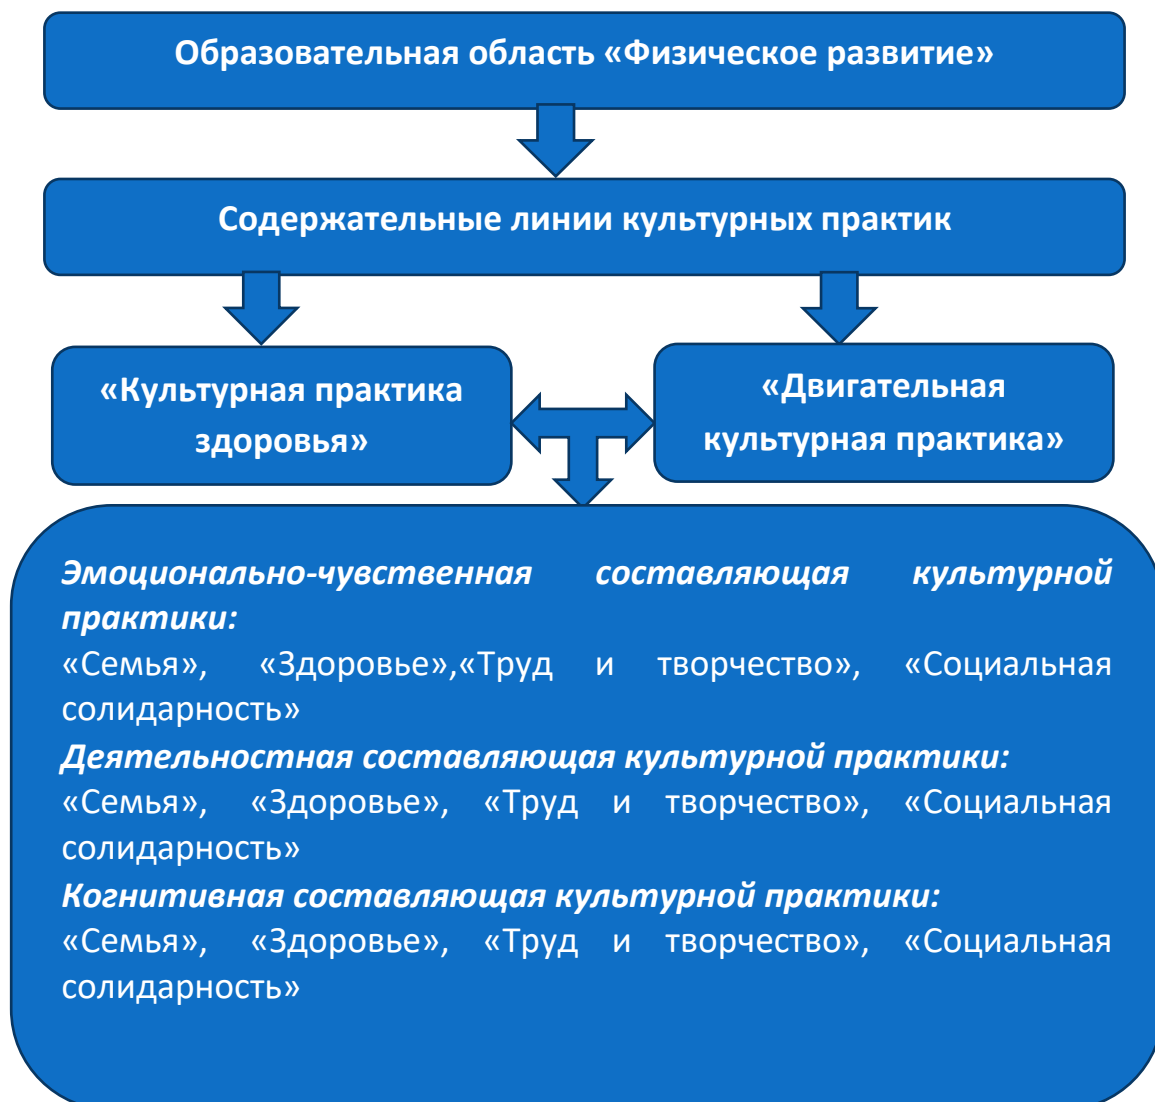 Образовательная область «Физическое развитие»
Содержательные линии культурных практик
«Культурная практика
здоровья»
«Двигательная
культурная практика»
Эмоционально-чувственная составляющая культурной
практики:
«Семья», «Здоровье»,«Труд и творчество», «Социальная
солидарность»
Деятельностная составляющая культурной практики:
«Семья», «Здоровье», «Труд и творчество», «Социальная
солидарность»
Когнитивная составляющая культурной практики:
«Семья», «Здоровье», «Труд и творчество», «Социальная
солидарность»